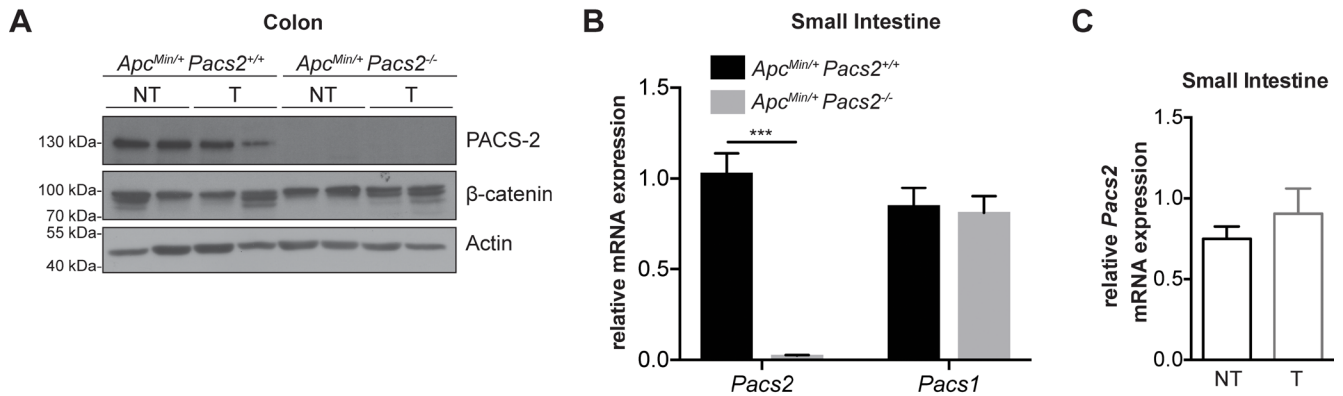 A
Colon
Apc^Min/+ Pacs2^+/+ Apc^Min/+ Pacs2^-/-
NT T NT T
130 kDa- PACS-2
100 kDa- β-catenin
70 kDa-
55 kDa- Actin
40 kDa-
B
Small Intestine
Apc^Min/+ Pacs2^+/+
Apc^Min/+ Pacs2^-/-
***
relative mRNA expression
1.5
1.0
0.5
0.0
Pacs2 Pacs1
C
Small Intestine
relative Pacs2
mRNA expression
1.5
1.0
0.5
0.0
NT T